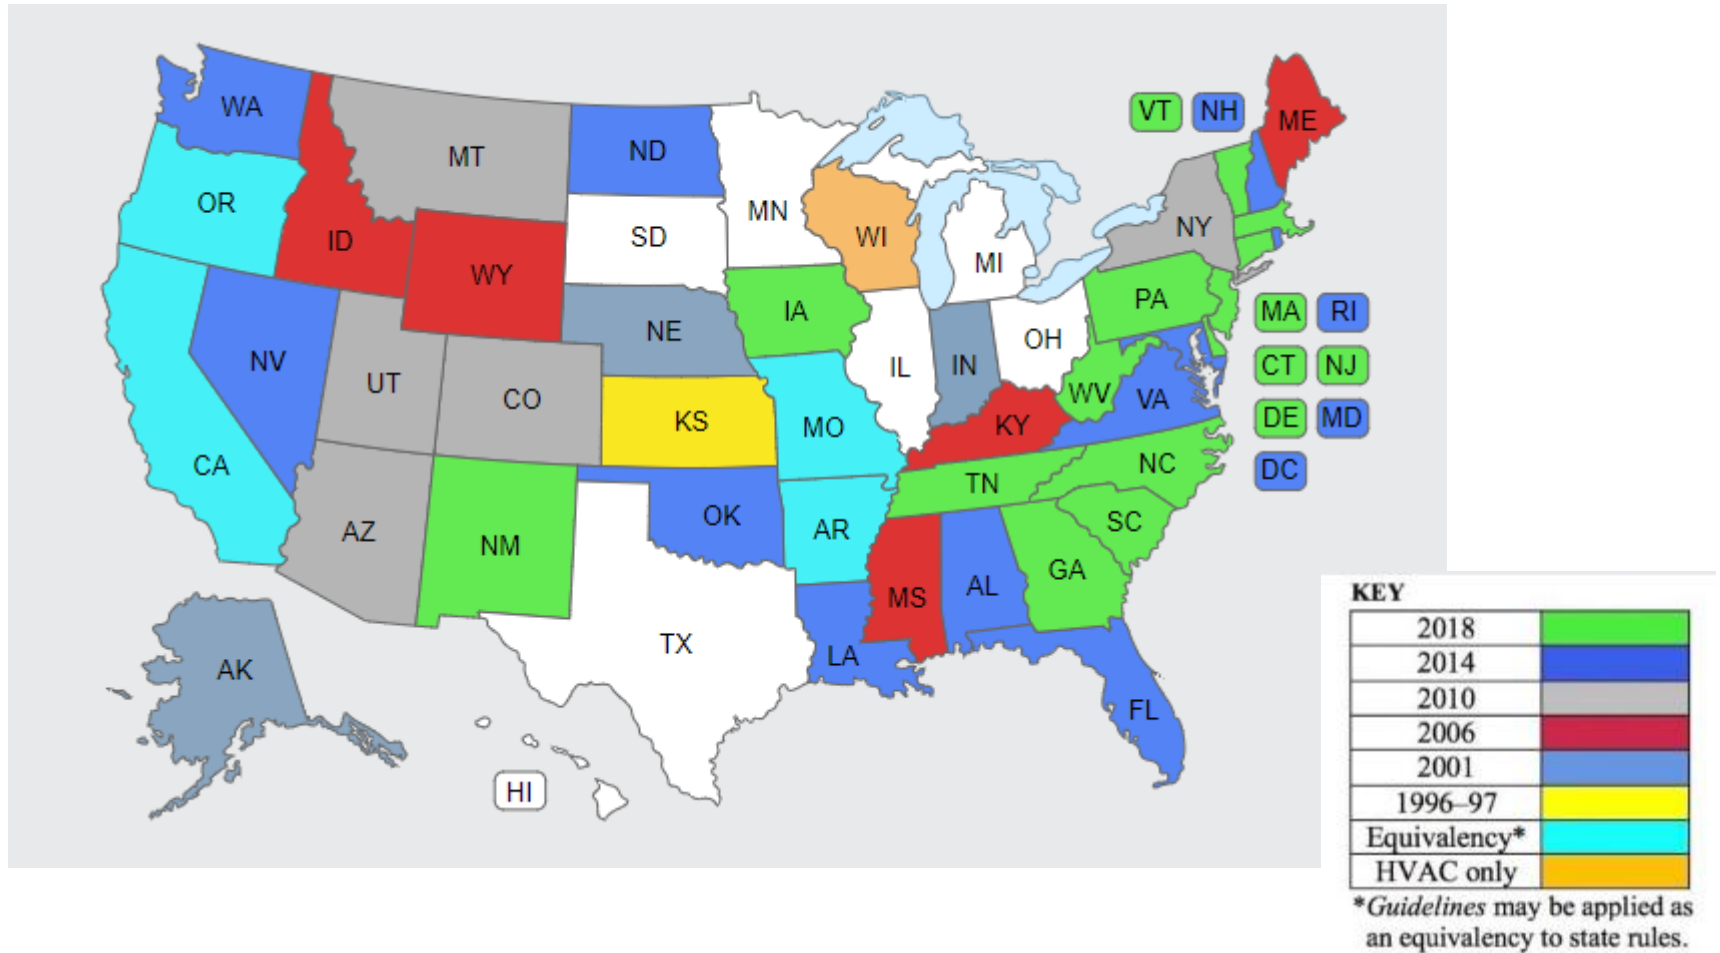 VT NH
ME
WA
MT
ND
OR
MN
ID
SD
WI
NY
MI
WY
PA
IA
MA RI
NE
OH
NV
IN
IL
CT NJ
UT
CO
WV
VA
KS
MO
KY
DE MD
CA
NC
DC
TN
OK
SC
AZ
NM
AR
GA
AL
MS
TX
LA
AK
FL
HI
KEY
2018
2014
2010
2006
2001
1996–97
Equivalency*
HVAC only
*Guidelines may be applied as
an equivalency to state rules.